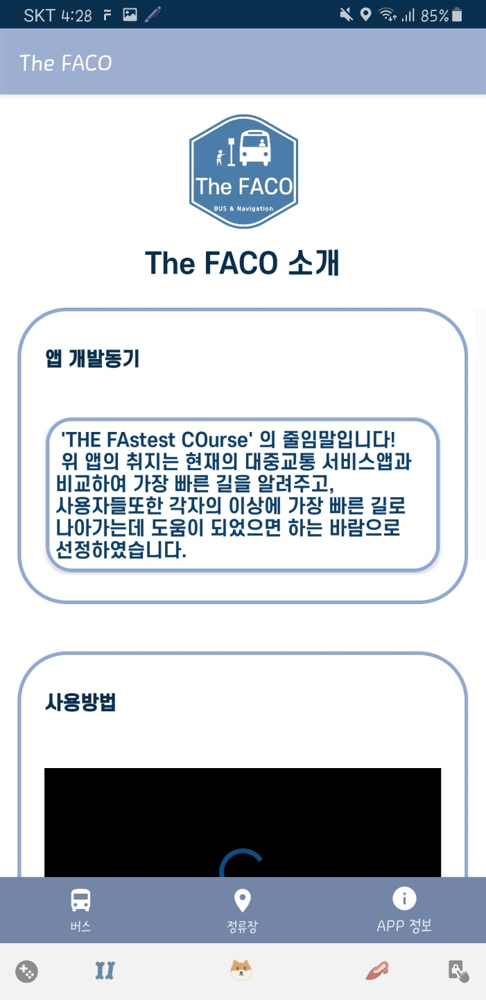 SKT 4:28
85%
The FACO
The FACO
BUS & Navigation
The FACO 소개
앱 개발동기
'THE FAstest COurse' 의 줄임말입니다!
위 앱의 취지는 현재의 대중교통 서비스앱과
비교하여 가장 빠른 길을 알려주고,
사용자들또한 각자의 이상에 가장 빠른 길로
나아가는데 도움이 되었으면 하는 바람으로
선정하였습니다.
사용방법
버스
정류장
APP 정보